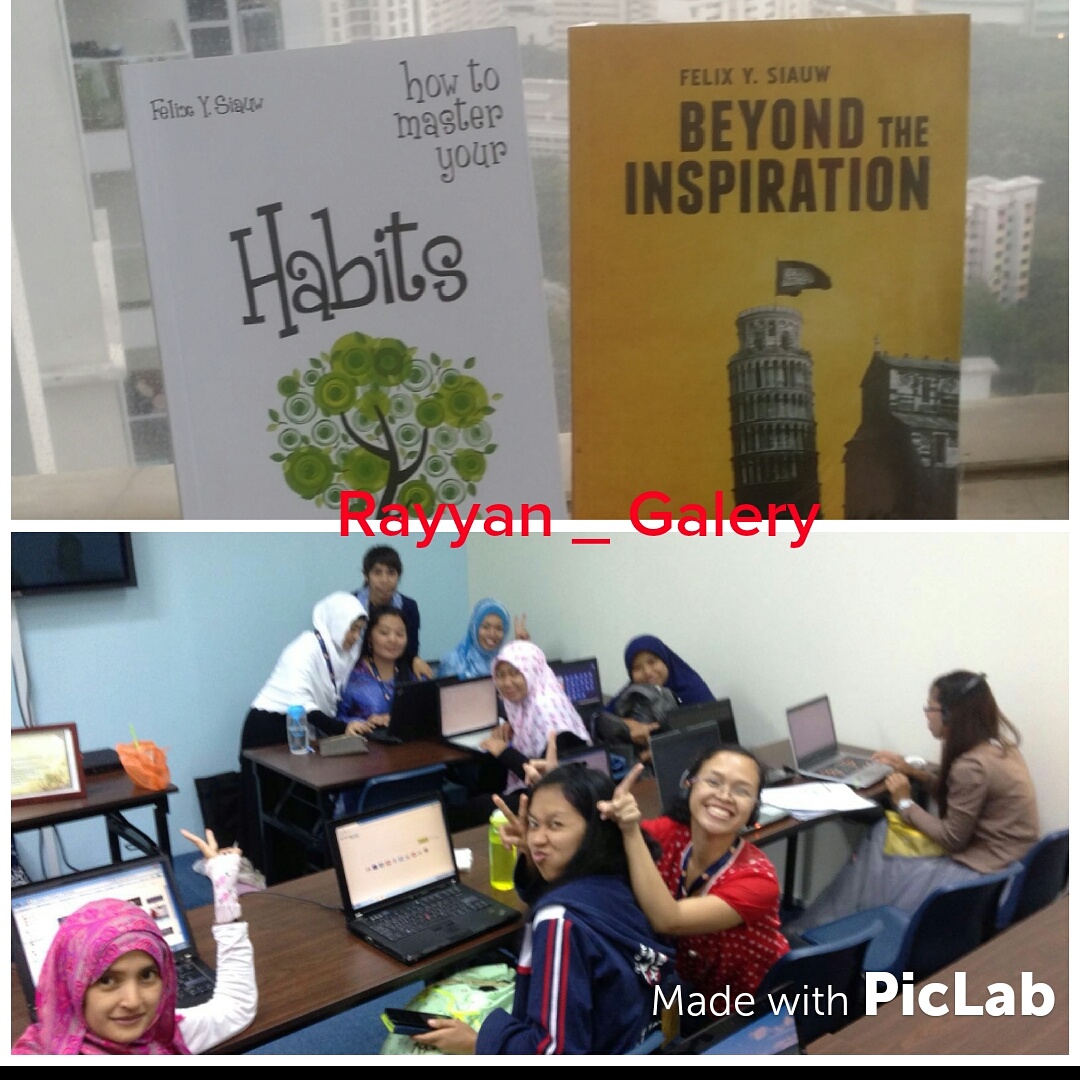 Felix Y. Siauw
how to
master
your
Habits
FELIX Y. SIAUW
BEYOND THE
INSPIRATION
Rayyan _ Galery
Made with PicLab